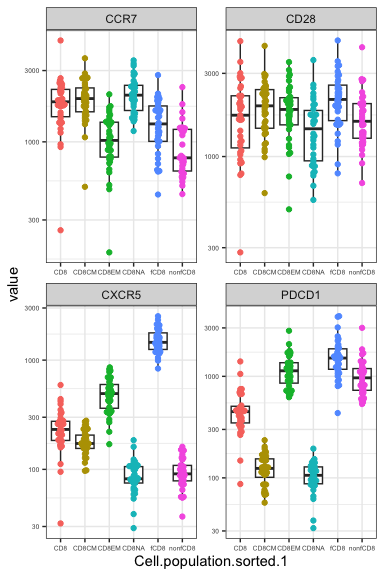 CCR7 CD28
3000 3000
1000 1000
300 300
CD8 CD8CM CD8EM CD8NA fCD8 nonfCD8 CD8 CD8CM CD8EM CD8NA fCD8 nonfCD8
value
CXCR5 PDCD1
3000 3000
1000 1000
300 300
100 100
30 30
CD8 CD8CM CD8EM CD8NA fCD8 nonfCD8 CD8 CD8CM CD8EM CD8NA fCD8 nonfCD8
Cell.population.sorted.1